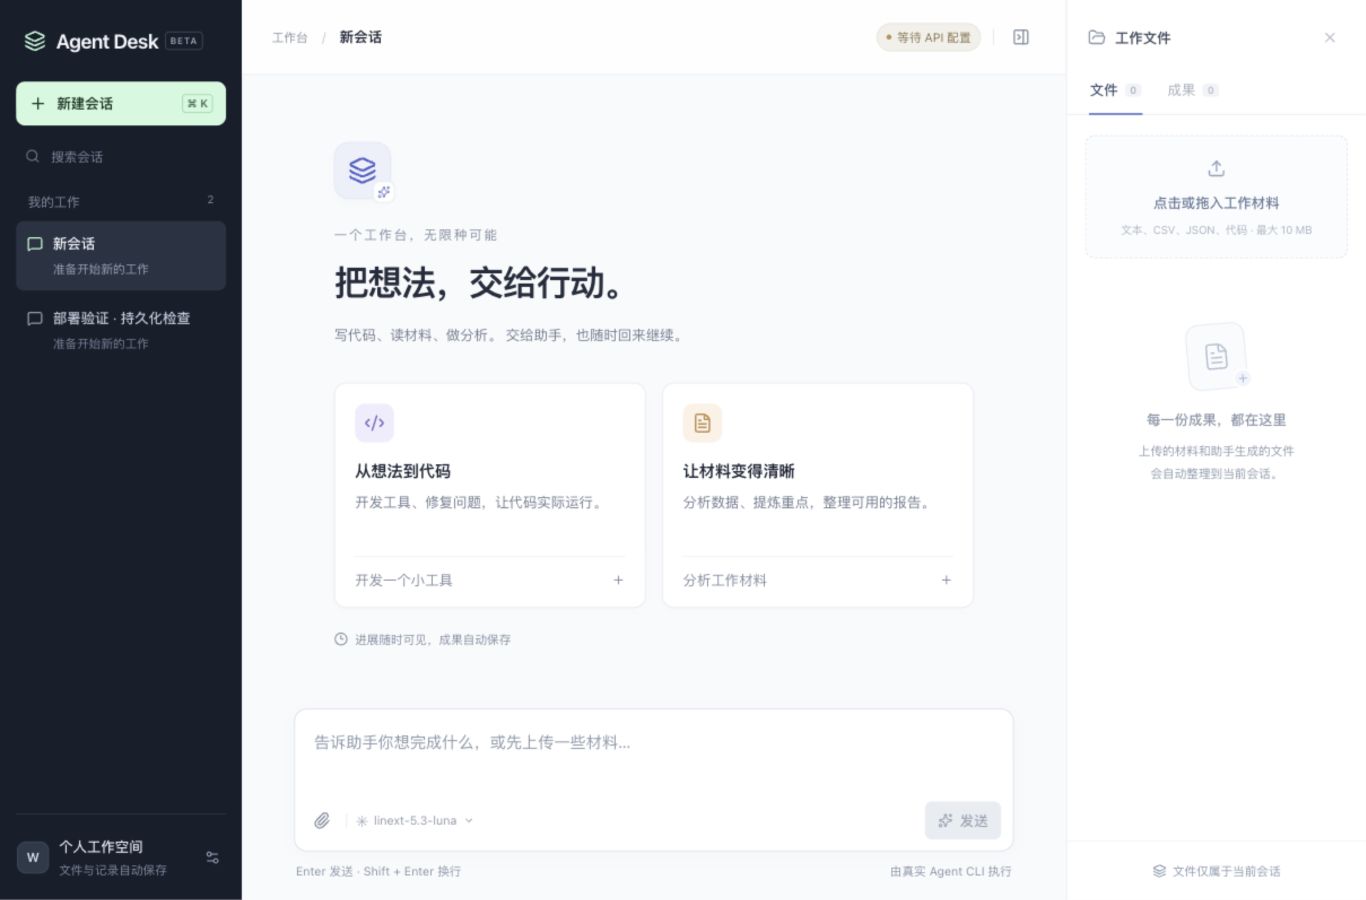 Agent Desk BETA
新建会话 ⌘ K
搜索会话
我的工作 2
新会话
准备开始新的工作
部署验证 · 持久化检查
准备开始新的工作
W
个人工作空间
文件与记录自动保存
工作台 / 新会话
等待 API 配置
一个工作台，无限种可能
把想法，交给行动。
写代码、读材料、做分析。 交给助手，也随时回来继续。
从想法到代码
开发工具、修复问题，让代码实际运行。
开发一个小工具 +
让材料变得清晰
分析数据、提炼重点，整理可用的报告。
分析工作材料 +
进展随时可见，成果自动保存
告诉助手你想完成什么，或先上传一些材料...
linext-5.3-luna
发送
Enter 发送 · Shift + Enter 换行
由真实 Agent CLI 执行
工作文件
文件 0 成果 0
点击或拖入工作材料
文本、CSV、JSON、代码 · 最大 10 MB
每一份成果，都在这里
上传的材料和助手生成的文件
会自动整理到当前会话。
文件仅属于当前会话